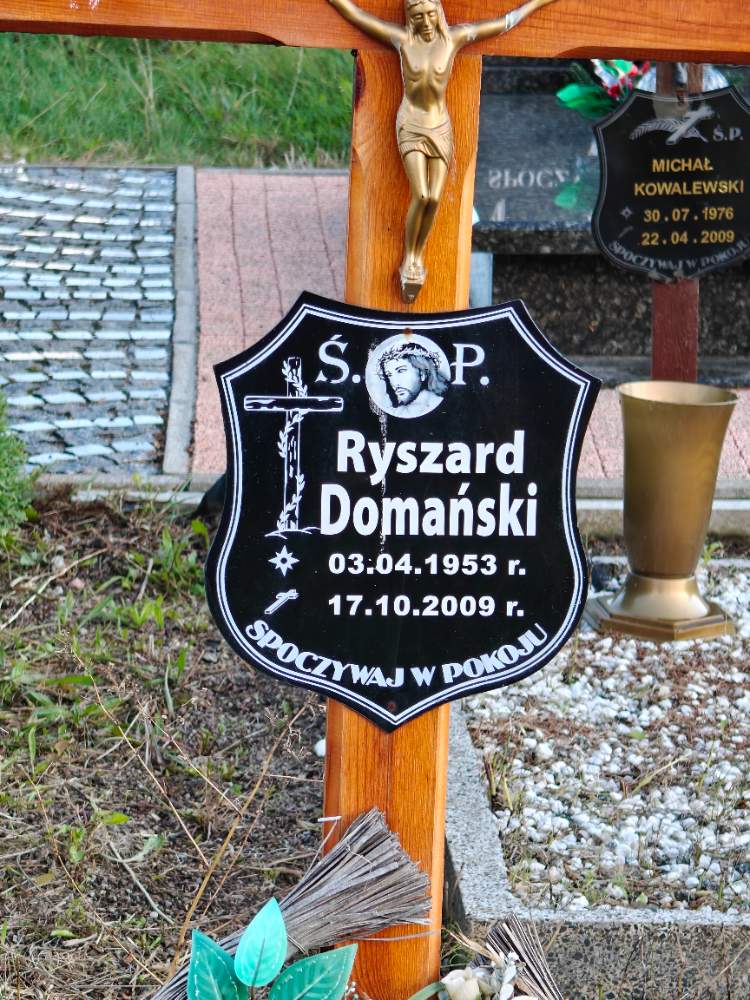 Ś. P.
Ryszard
Domański
03.04.1953 r.
17.10.2009 r.
SPOCZYWAJ W POKOJU
Ś.P.
MICHAŁ
KOWALEWSKI
30.07.1976
22.04.2009
SPOCZYWAJ W POKOJU